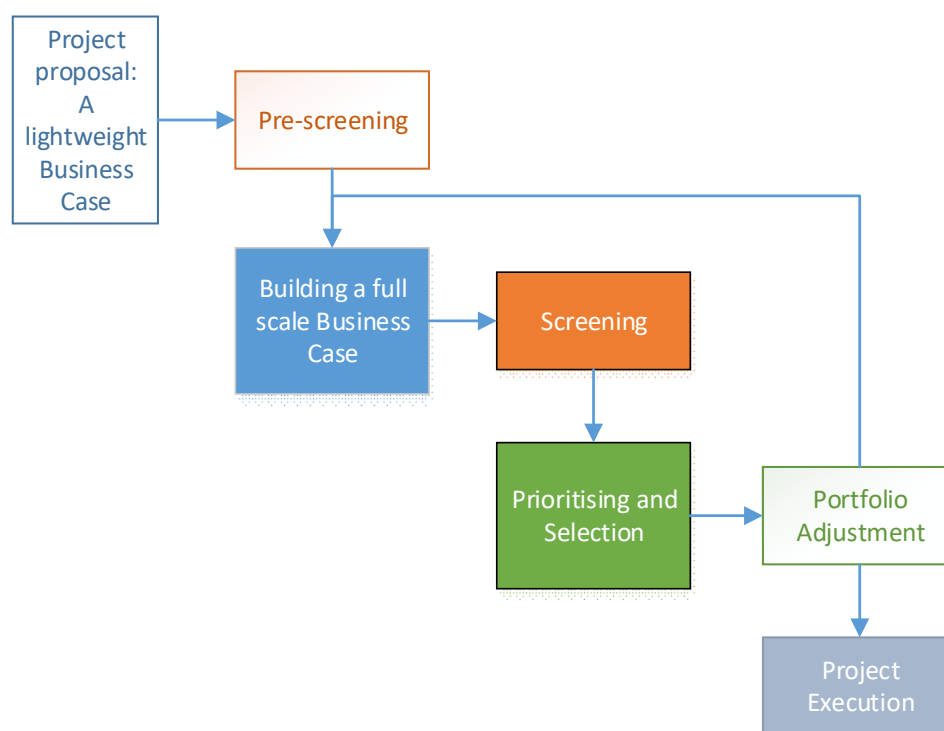 Project
proposal:
A
lightweight
Business
Case
Pre-screening
Building a full
scale Business
Case
Screening
Prioritising and
Selection
Portfolio
Adjustment
Project
Execution